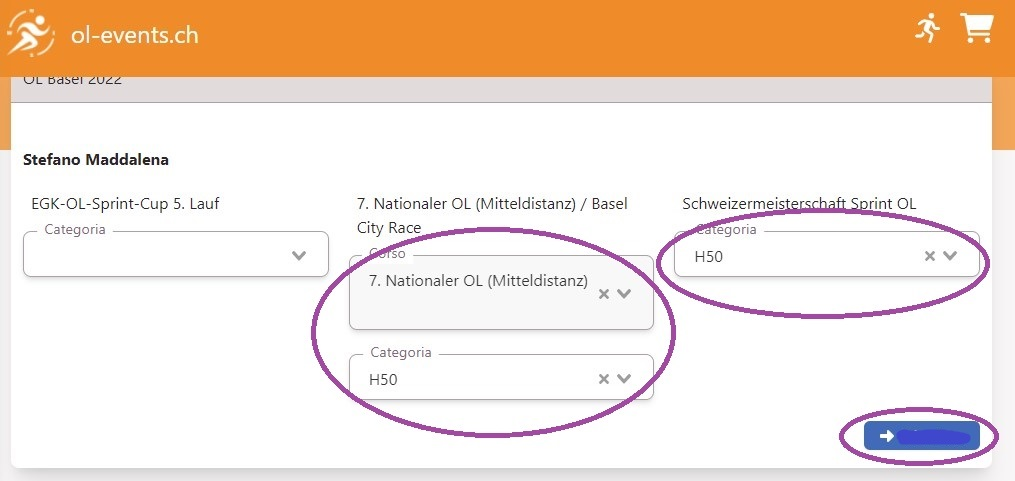 ol-events.ch
OL Basel 2022
Stefano Maddalena
EGK-OL-Sprint-Cup 5. Lauf
Categoria
7. Nationaler OL (Mitteldistanz) / Basel
City Race
Corso
7. Nationaler OL (Mitteldistanz)
Categoria
H50
Schweizermeisterschaft Sprint OL
Categoria
H50